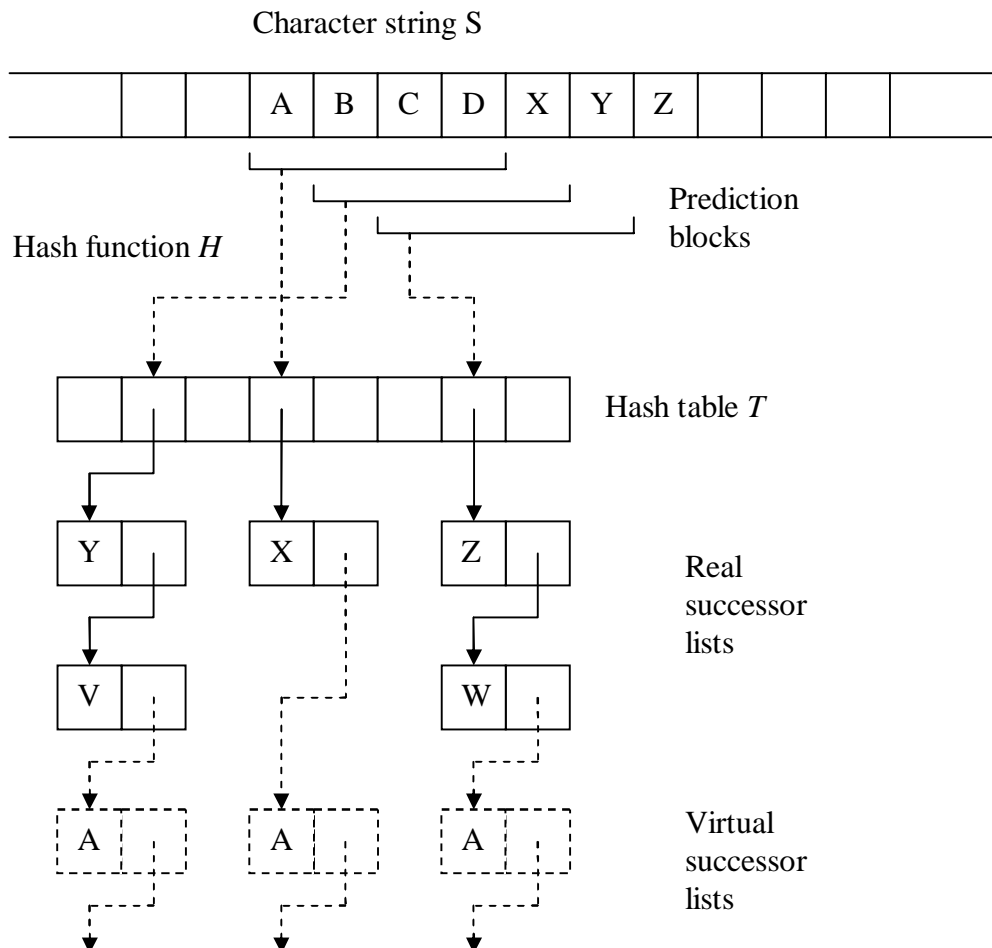 Character string S
A B C D X Y Z
Prediction
blocks
Hash function H
Hash table T
Y X Z
Real
successor
lists
V W
A A A
Virtual
successor
lists